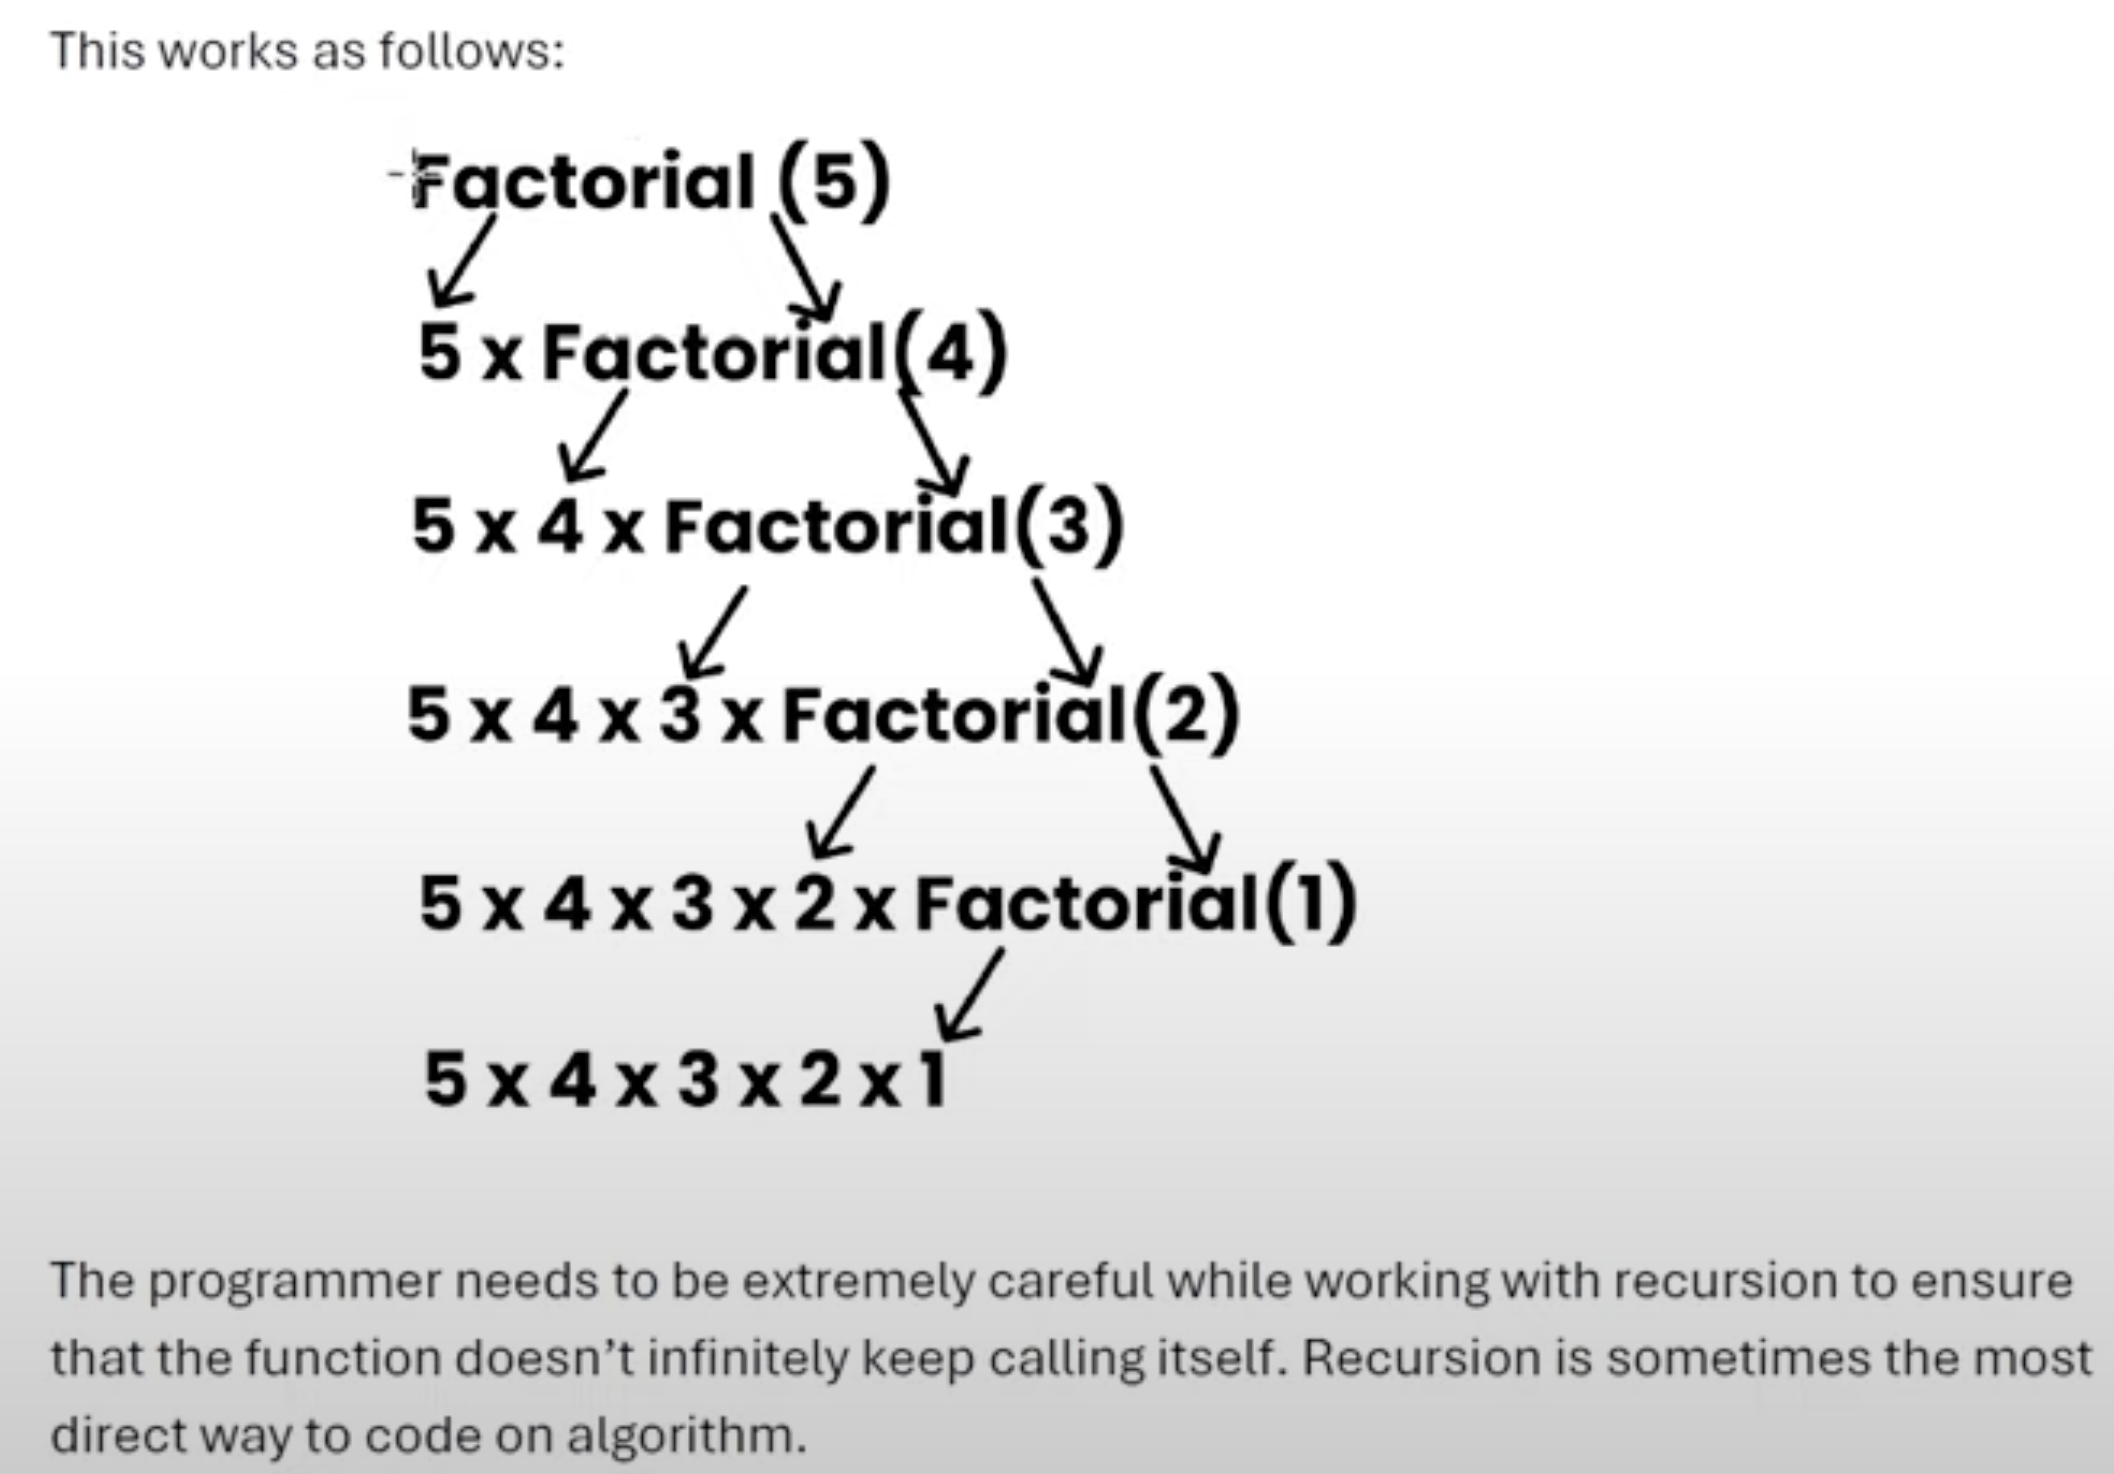 This works as follows:
Factorial (5)
5 x Factorial(4)
5 x 4 x Factorial(3)
5 x 4 x 3 x Factorial(2)
5 x 4 x 3 x 2 x Factorial(1)
5 x 4 x 3 x 2 x 1
The programmer needs to be extremely careful while working with recursion to ensure
that the function doesn’t infinitely keep calling itself. Recursion is sometimes the most
direct way to code on algorithm.